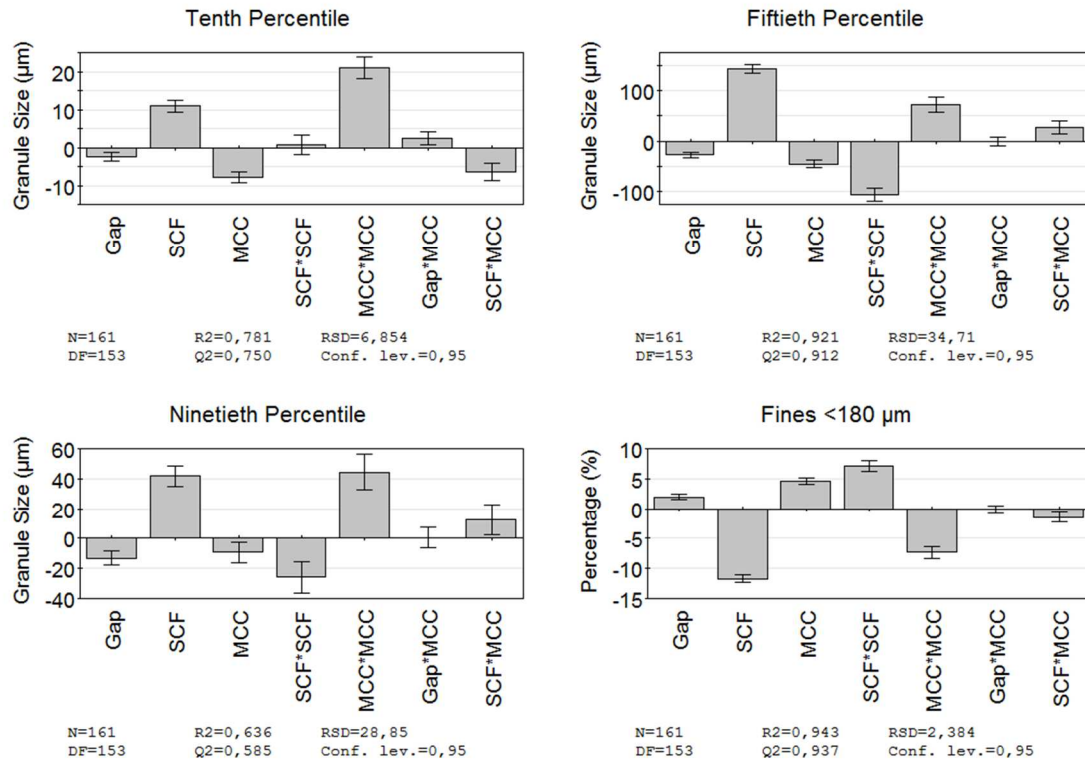 Tenth Percentile
Granule Size (µm)
20
10
0
-10
Gap
SCF
MCC
SCF*SCF
MCC*MCC
Gap*MCC
SCF*MCC
N=161 R2=0,781 RSD=6,854
DF=153 Q2=0,750 Conf. lev.=0,95
Fiftieth Percentile
Granule Size (µm)
100
0
-100
Gap
SCF
MCC
SCF*SCF
MCC*MCC
Gap*MCC
SCF*MCC
N=161 R2=0,921 RSD=34,71
DF=153 Q2=0,912 Conf. lev.=0,95
Ninetieth Percentile
Granule Size (µm)
60
40
20
0
-20
-40
Gap
SCF
MCC
SCF*SCF
MCC*MCC
Gap*MCC
SCF*MCC
N=161 R2=0,636 RSD=28,85
DF=153 Q2=0,585 Conf. lev.=0,95
Fines <180 µm
Percentage (%)
10
5
0
-5
-10
-15
Gap
SCF
MCC
SCF*SCF
MCC*MCC
Gap*MCC
SCF*MCC
N=161 R2=0,943 RSD=2,384
DF=153 Q2=0,937 Conf. lev.=0,95